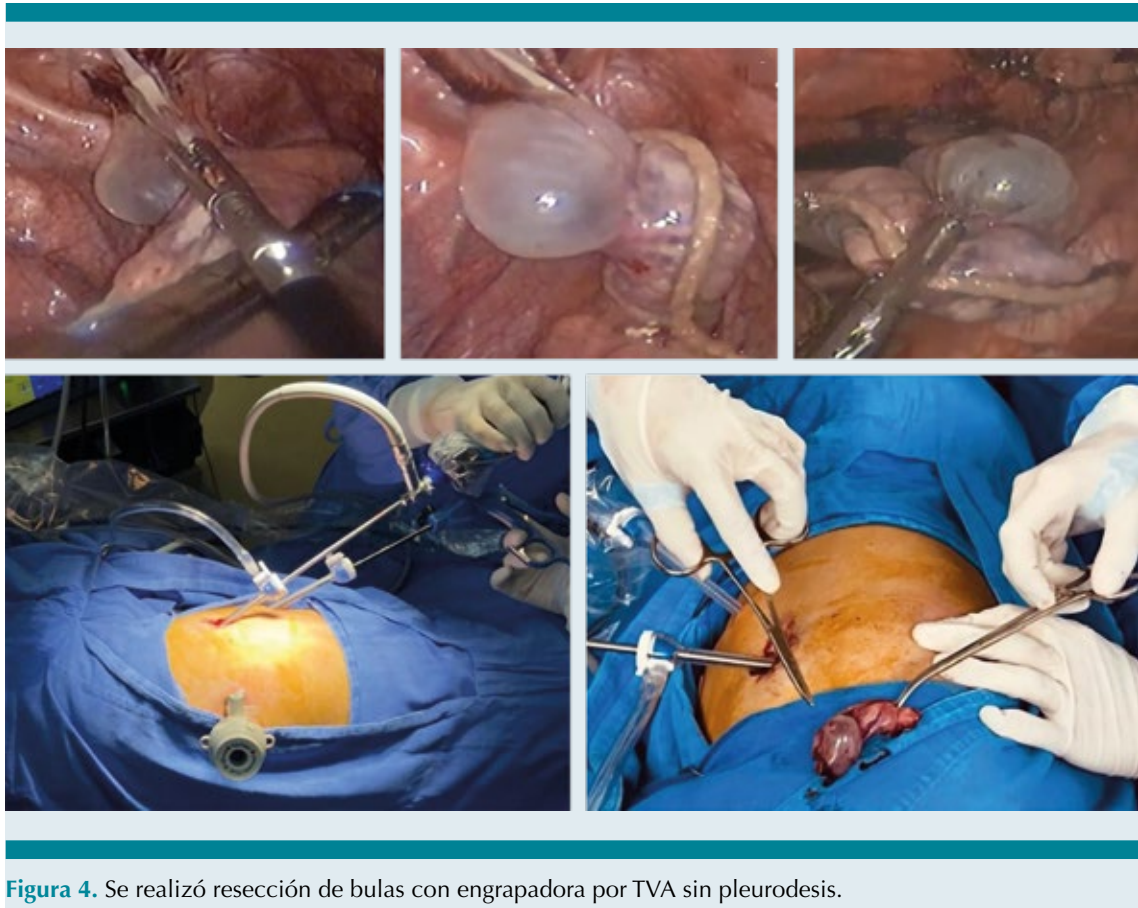 Figura 4. Se realizó resección de bulas con engrapadora por TVA sin pleurodesis.